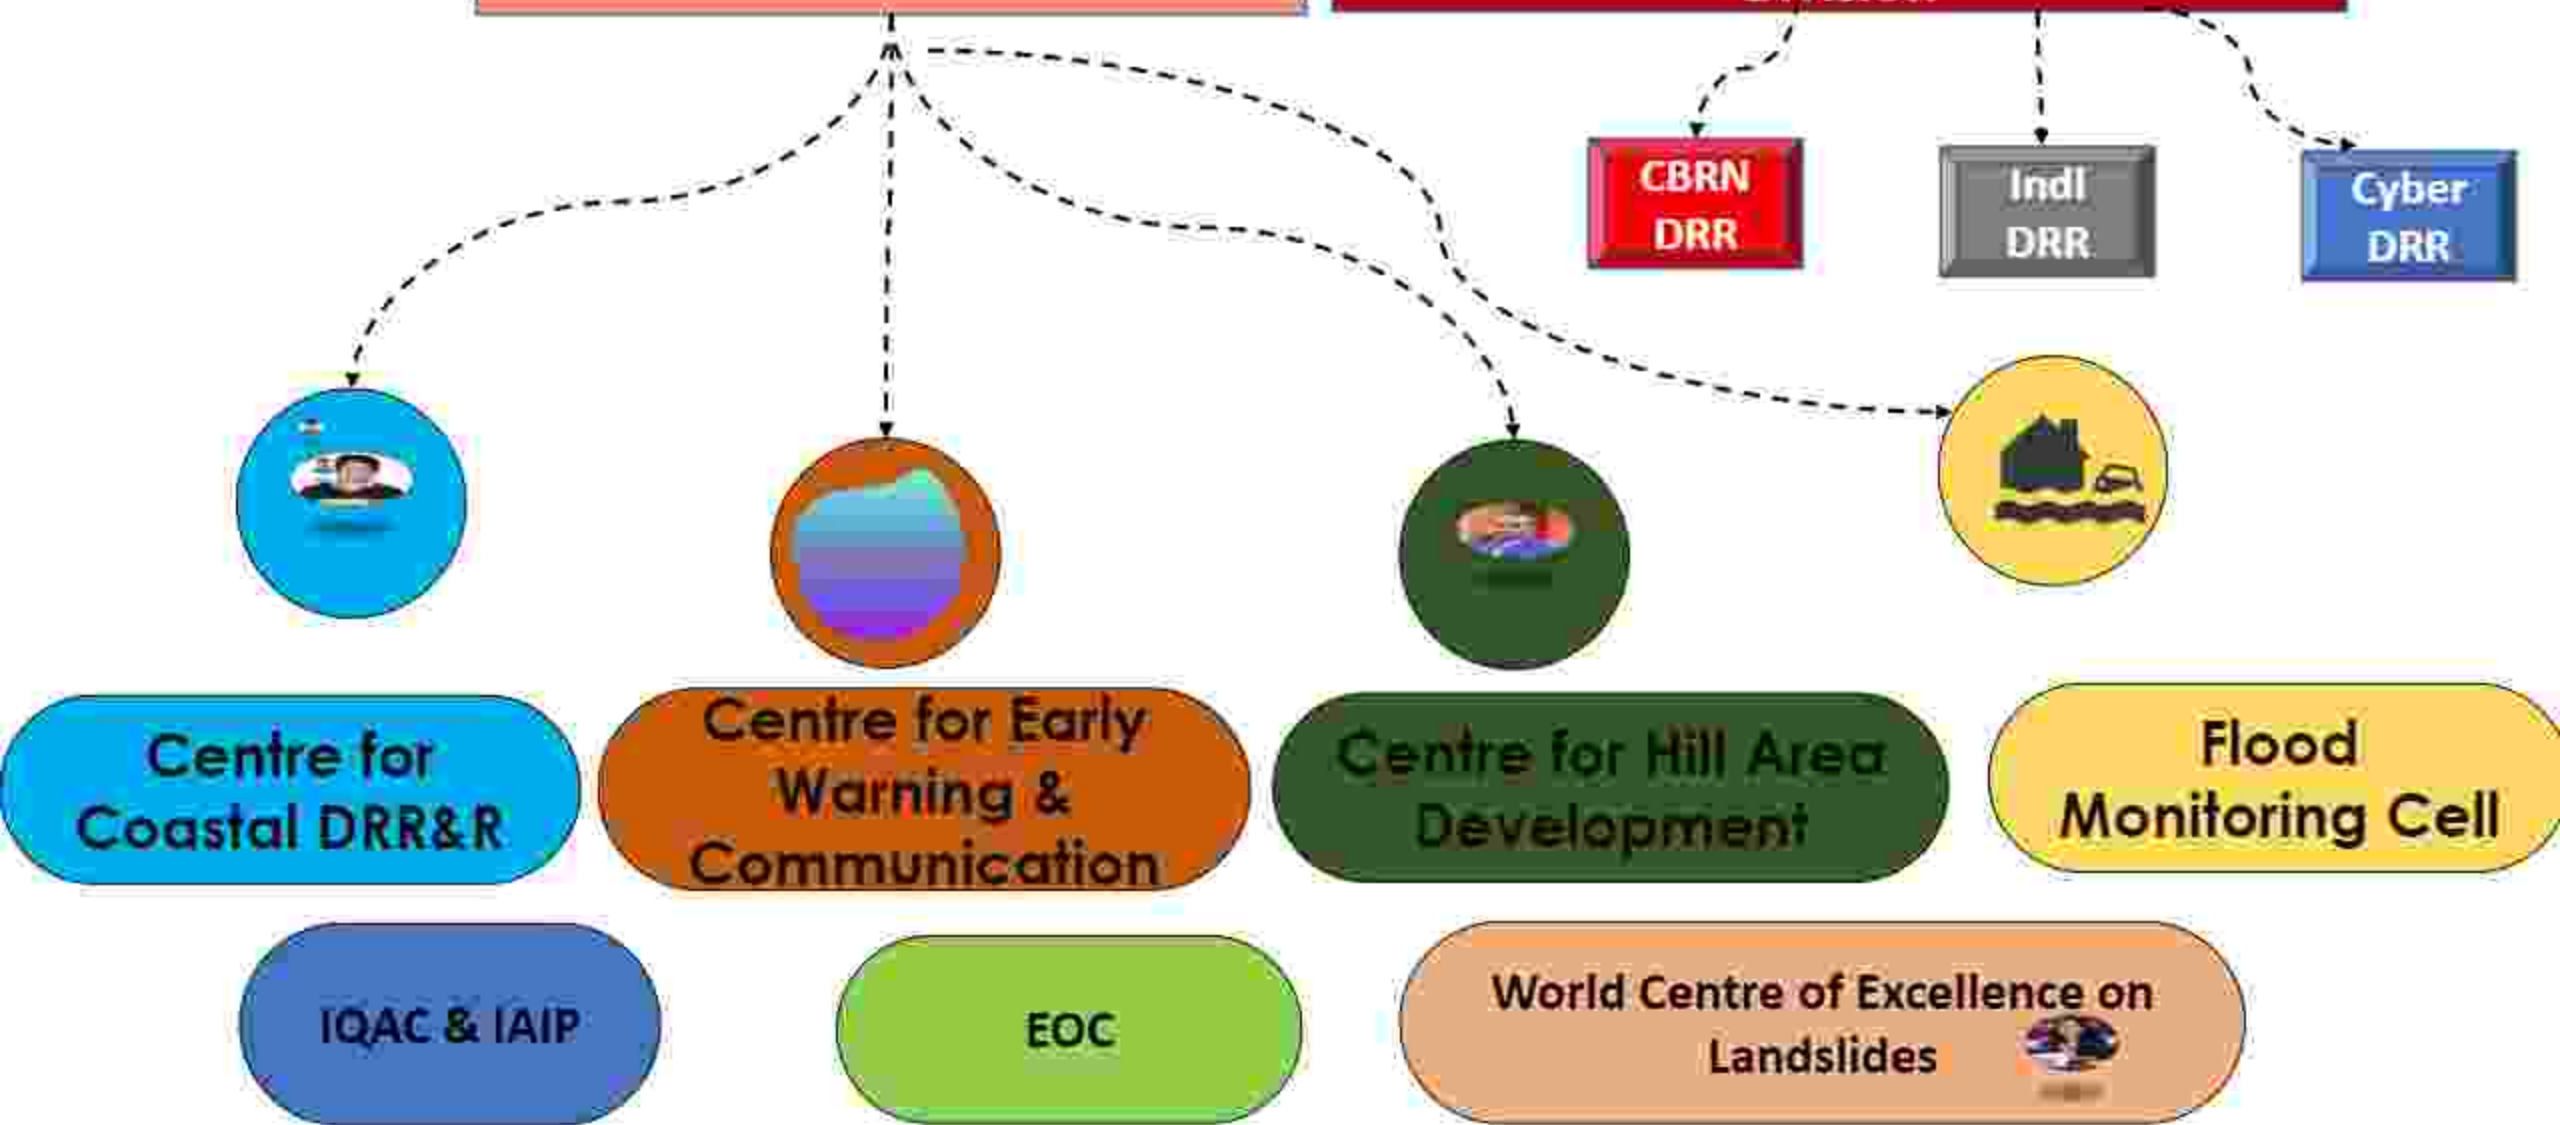 CBRN
DRR
Indl
DRR
Cyber
DRR
Centre for
Coastal DRR&R
Centre for Early
Warning &
Communication
Centre for Hill Area
Development
Flood
Monitoring Cell
IQAC & IAIP
EOC
World Centre of Excellence on
Landslides